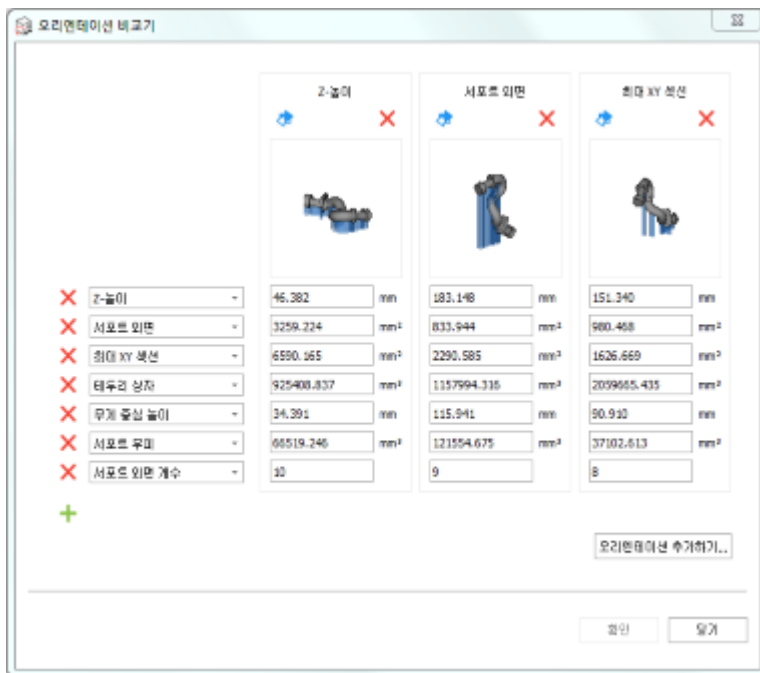 오리엔테이션 비교기
Z-높이 서포트 외면 최대 XY 섹션
Z-높이 46.382 mm 183.148 mm 151.340 mm
서포트 외면 3259.224 mm² 833.944 mm² 980.468 mm²
최대 XY 섹션 6590.165 mm² 2290.585 mm² 1626.669 mm²
테두리 상자 925408.837 mm³ 1157994.316 mm³ 2059665.435 mm³
무게 중심 높이 34.391 mm 115.941 mm 90.910 mm
서포트 부피 66519.246 mm³ 121554.675 mm³ 37102.613 mm³
서포트 외면 개수 10 9 8
오리엔테이션 추가하기...
확인 닫기